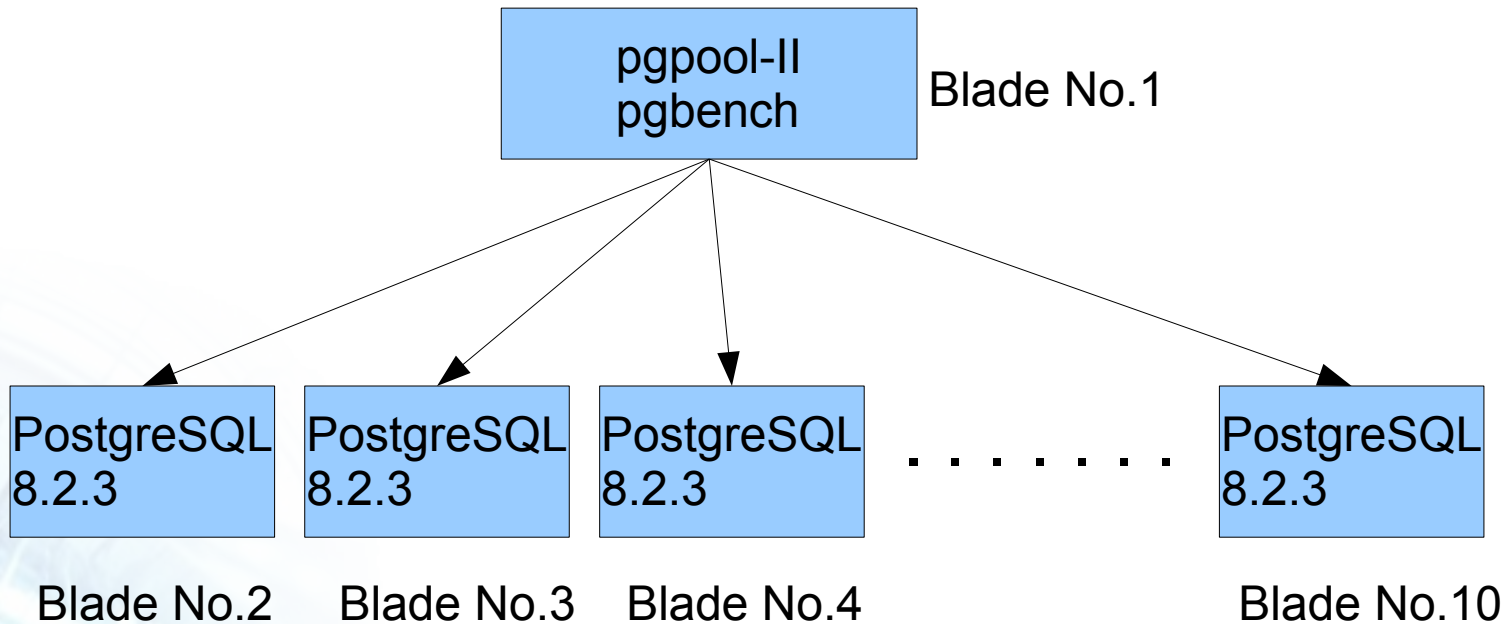 pgpool-II
pgbench
Blade No.1
PostgreSQL
8.2.3
PostgreSQL
8.2.3
PostgreSQL
8.2.3
.......
PostgreSQL
8.2.3
Blade No.2
Blade No.3
Blade No.4
Blade No.10